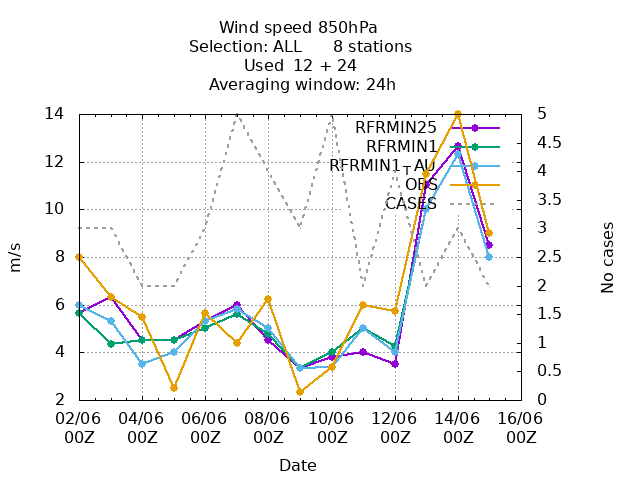 Wind speed 850hPa
Selection: ALL 8 stations
Used 12 + 24
Averaging window: 24h
14
12
10
8
6
4
2
5
4.5
4
3.5
3
2.5
2
1.5
1
0.5
0
RFRMIN25
RFRMIN1
RFRMIN1_AU
OBS
CASES
m/s
No cases
02/06 04/06 06/06 08/06 10/06 12/06 14/06 16/06
00Z 00Z 00Z 00Z 00Z 00Z 00Z 00Z
Date